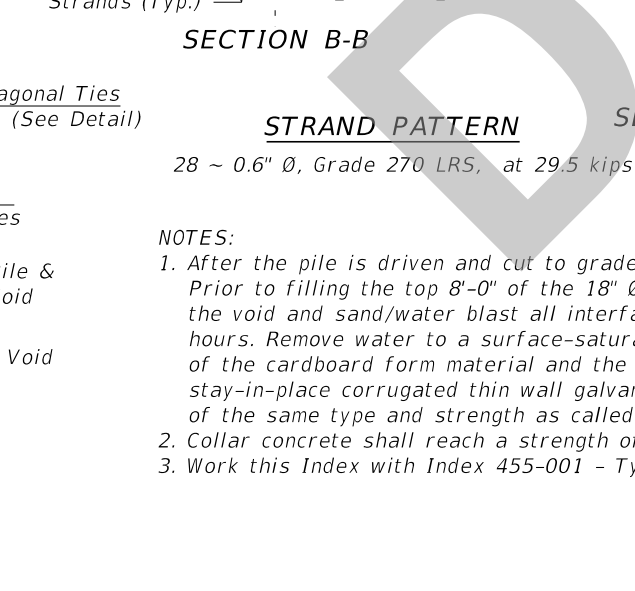 Strands (Typ.)
SECTION B-B
agonal Ties
(See Detail)
STRAND PATTERN
28 ~ 0.6" Ø, Grade 270 LRS, at 29.5 kips
es
ile &
oid
Void
NOTES:
1. After the pile is driven and cut to grade
Prior to filling the top 8'-0" of the 18" Ø
the void and sand/water blast all interfa
hours. Remove water to a surface-satura
of the cardboard form material and the
stay-in-place corrugated thin wall galvan
of the same type and strength as called
2. Collar concrete shall reach a strength of
3. Work this Index with Index 455-001 - Ty